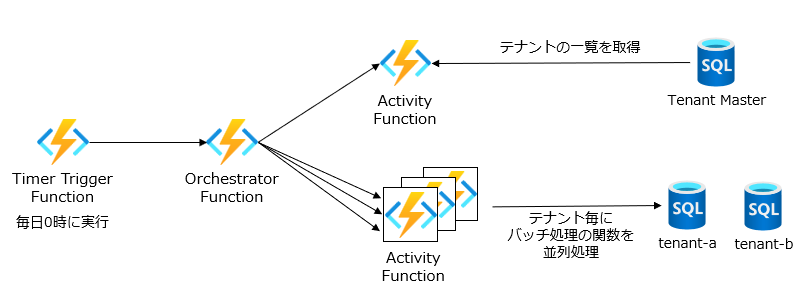 テナントの一覧を取得
SQL
Activity
Function
Tenant Master
Timer Trigger
Function
毎日0時に実行
Orchestrator
Function
Activity
Function
テナント毎に
バッチ処理の関数を
並列処理
SQL
tenant-a
SQL
tenant-b